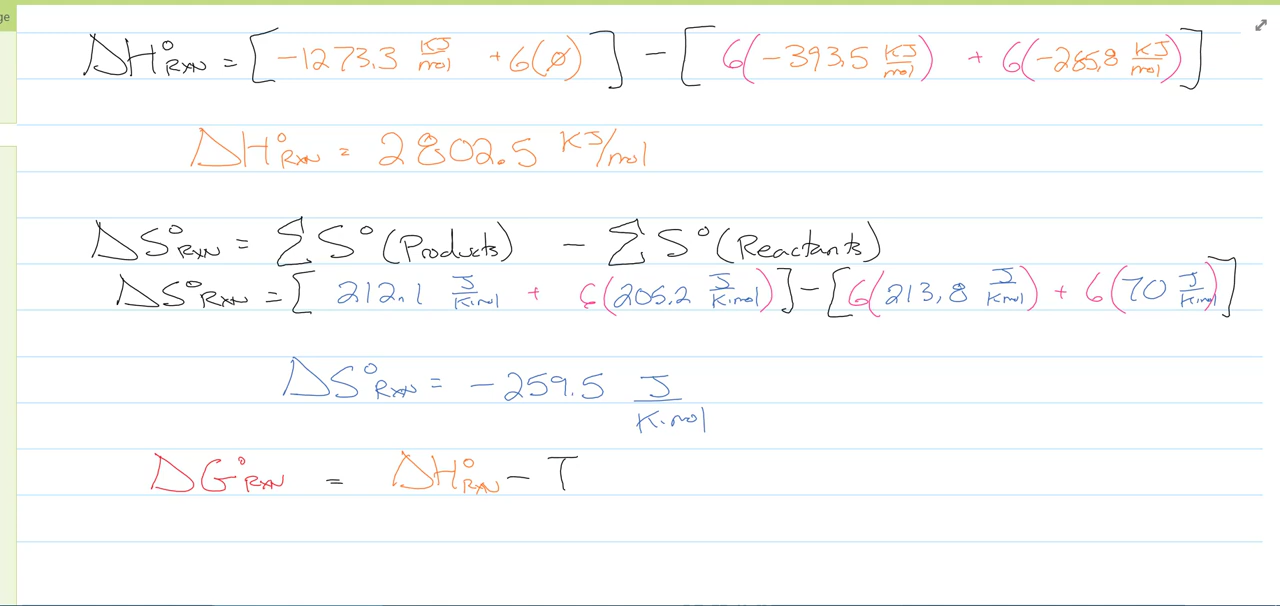 ge
ΔH°RXN = [-1273.3 KJ/mol + 6(∅)] - [6(-393.5 KJ/mol) + 6(-285.8 KJ/mol)]
ΔH°RXN = 2802.5 KJ/mol
ΔS°RXN = Σ S°(Products) - Σ S°(Reactants)
ΔS°RXN = [212.1 J/K·mol + 6(205.2 J/K·mol)] - [6(213.8 J/K·mol) + 6(70 J/K·mol)]
ΔS°RXN = -259.5 J/K·mol
ΔG°RXN = ΔH°RXN - T